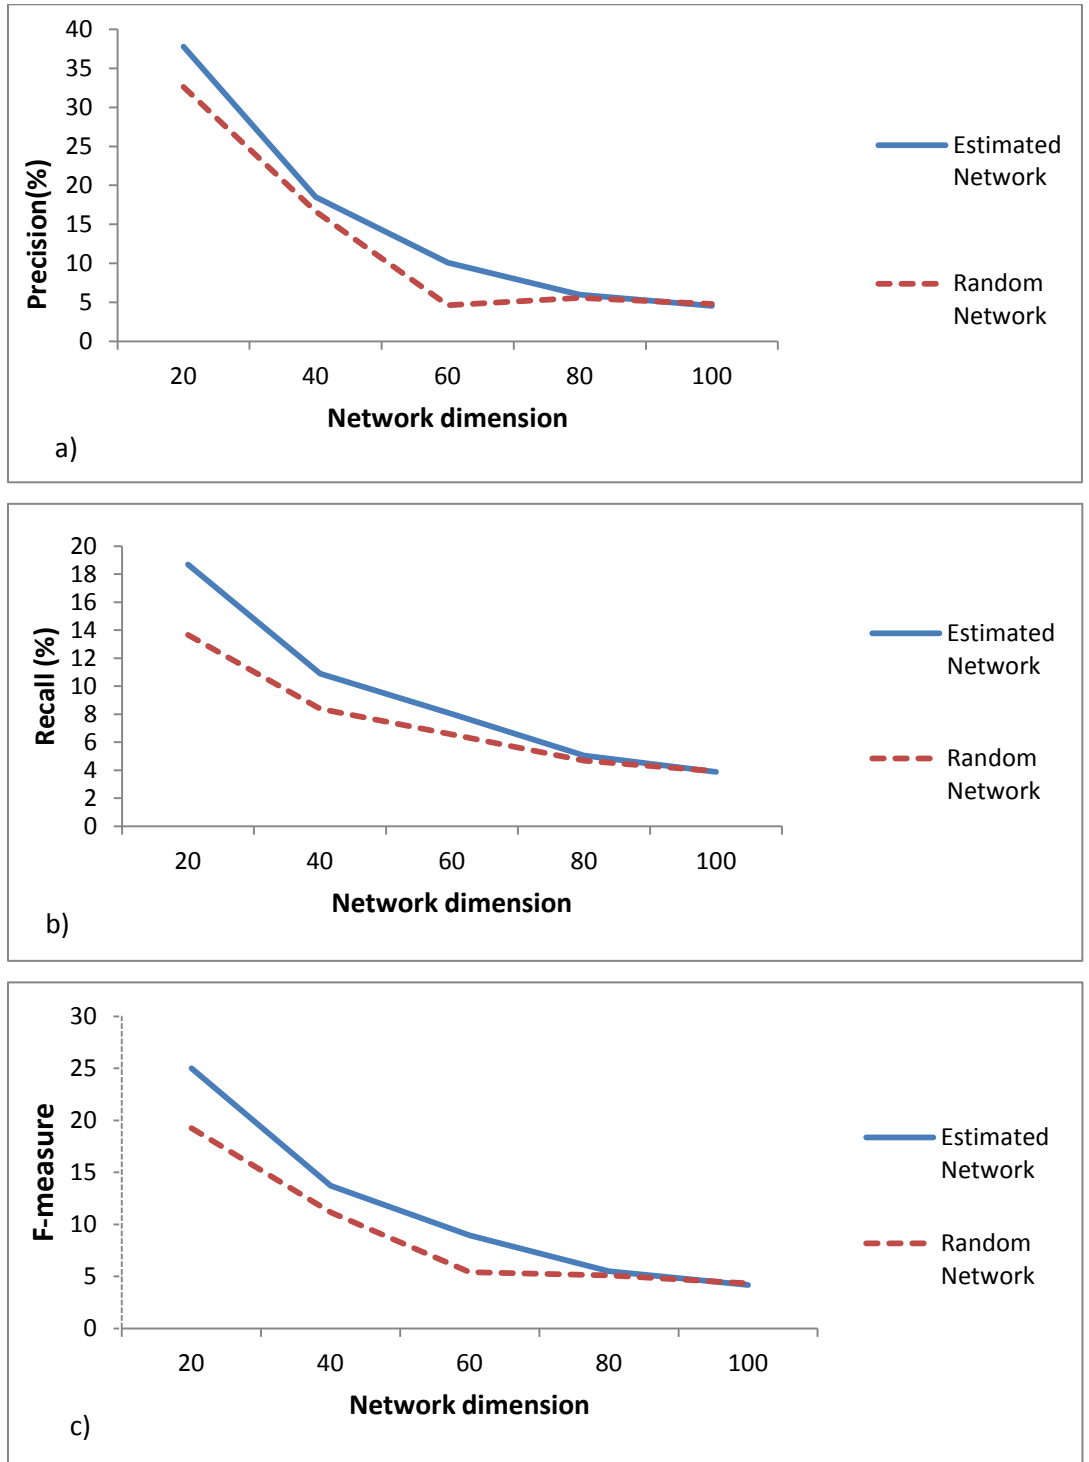 40
35
30
25
20
15
10
5
0
Precision(%)
20 40 60 80 100
Network dimension
Estimated
Network
Random
Network
a)
20
18
16
14
12
10
8
6
4
2
0
Recall (%)
20 40 60 80 100
Network dimension
Estimated
Network
Random
Network
b)
30
25
20
15
10
5
0
F-measure
20 40 60 80 100
Network dimension
Estimated
Network
Random
Network
c)